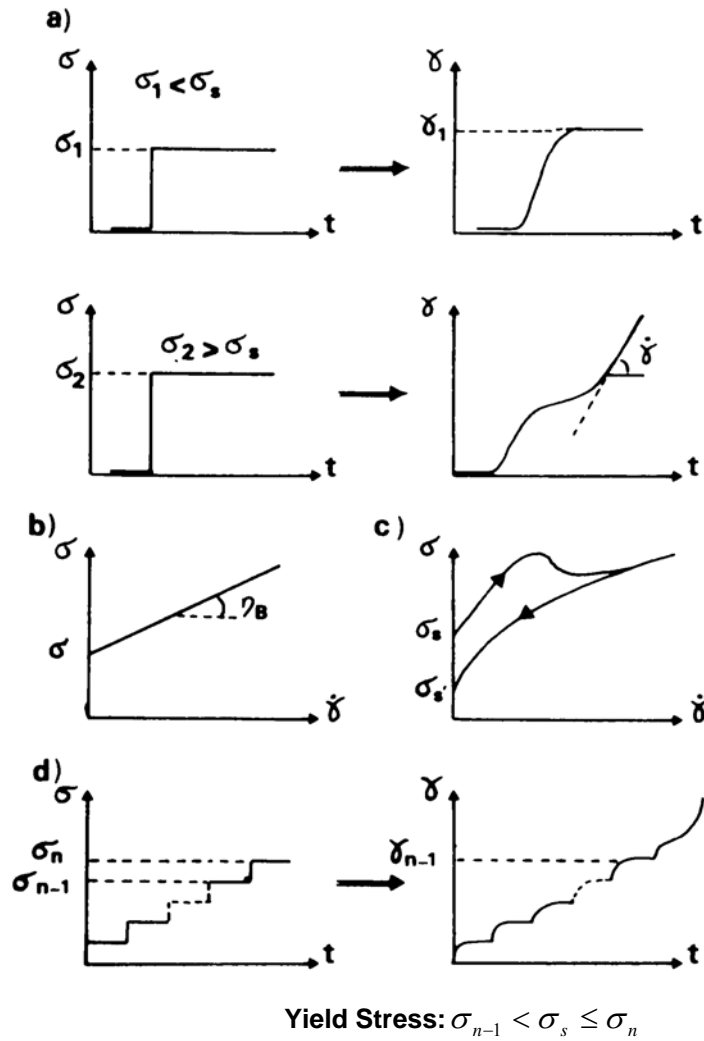 a)
σ
σ₁ < σₛ
σ₁
t
γ
γ₁
t
σ
σ₂ > σₛ
σ₂
t
γ
γ̇
t
b)
σ
η_B
σ
γ̇
c)
σ
σₛ
σₛ'
γ̇
d)
σ
σₙ
σₙ₋₁
t
γ
γₙ₋₁
t
Yield Stress: σₙ₋₁ < σₛ ≤ σₙ